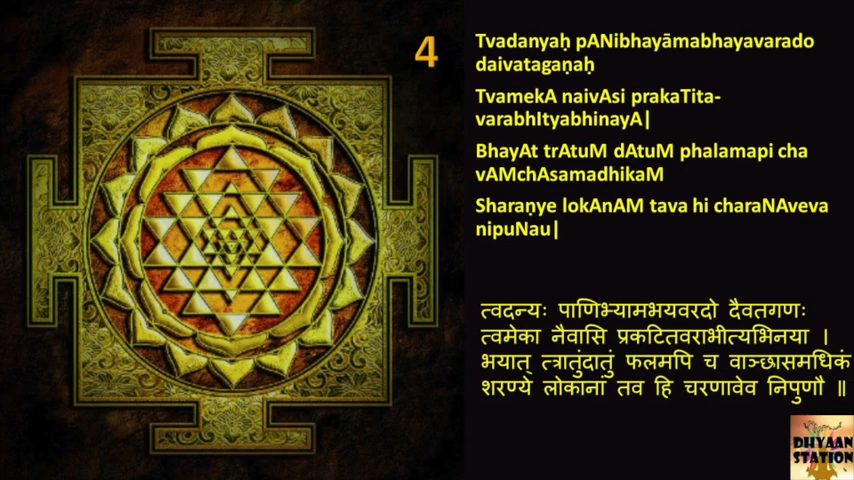 4
Tvadanyaḥ pANibhayāmabhayavarado
daivatagaṇaḥ
TvamekA naivAsi prakaTita-
varabhItyabhinayA|
BhayAt trAtuM dAtuM phalamapi cha
vAMchAsamadhikaM
Sharaṇye lokAnAM tava hi charaNAveva
nipuNau|
त्वदन्यः पाणिभ्यामभयवरदो दैवतगणः
त्वमेका नैवासि प्रकटितवराभीत्यभिनया ।
भयात् त्त्रातुंदातुं फलमपि च वाञ्छासमधिकं
शरण्ये लोकानां तव हि चरणावेव निपुणौ ॥
DHYAAN
STATION